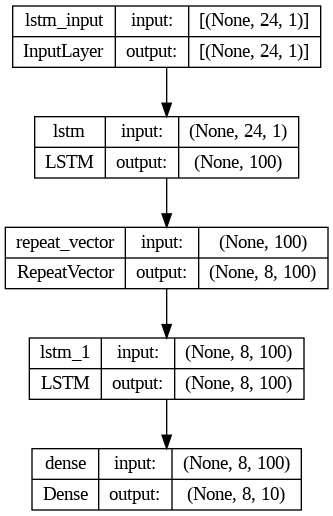 lstm_input input: [(None, 24, 1)]
InputLayer output: [(None, 24, 1)]
lstm input: (None, 24, 1)
LSTM output: (None, 100)
repeat_vector input: (None, 100)
RepeatVector output: (None, 8, 100)
lstm_1 input: (None, 8, 100)
LSTM output: (None, 8, 100)
dense input: (None, 8, 100)
Dense output: (None, 8, 10)